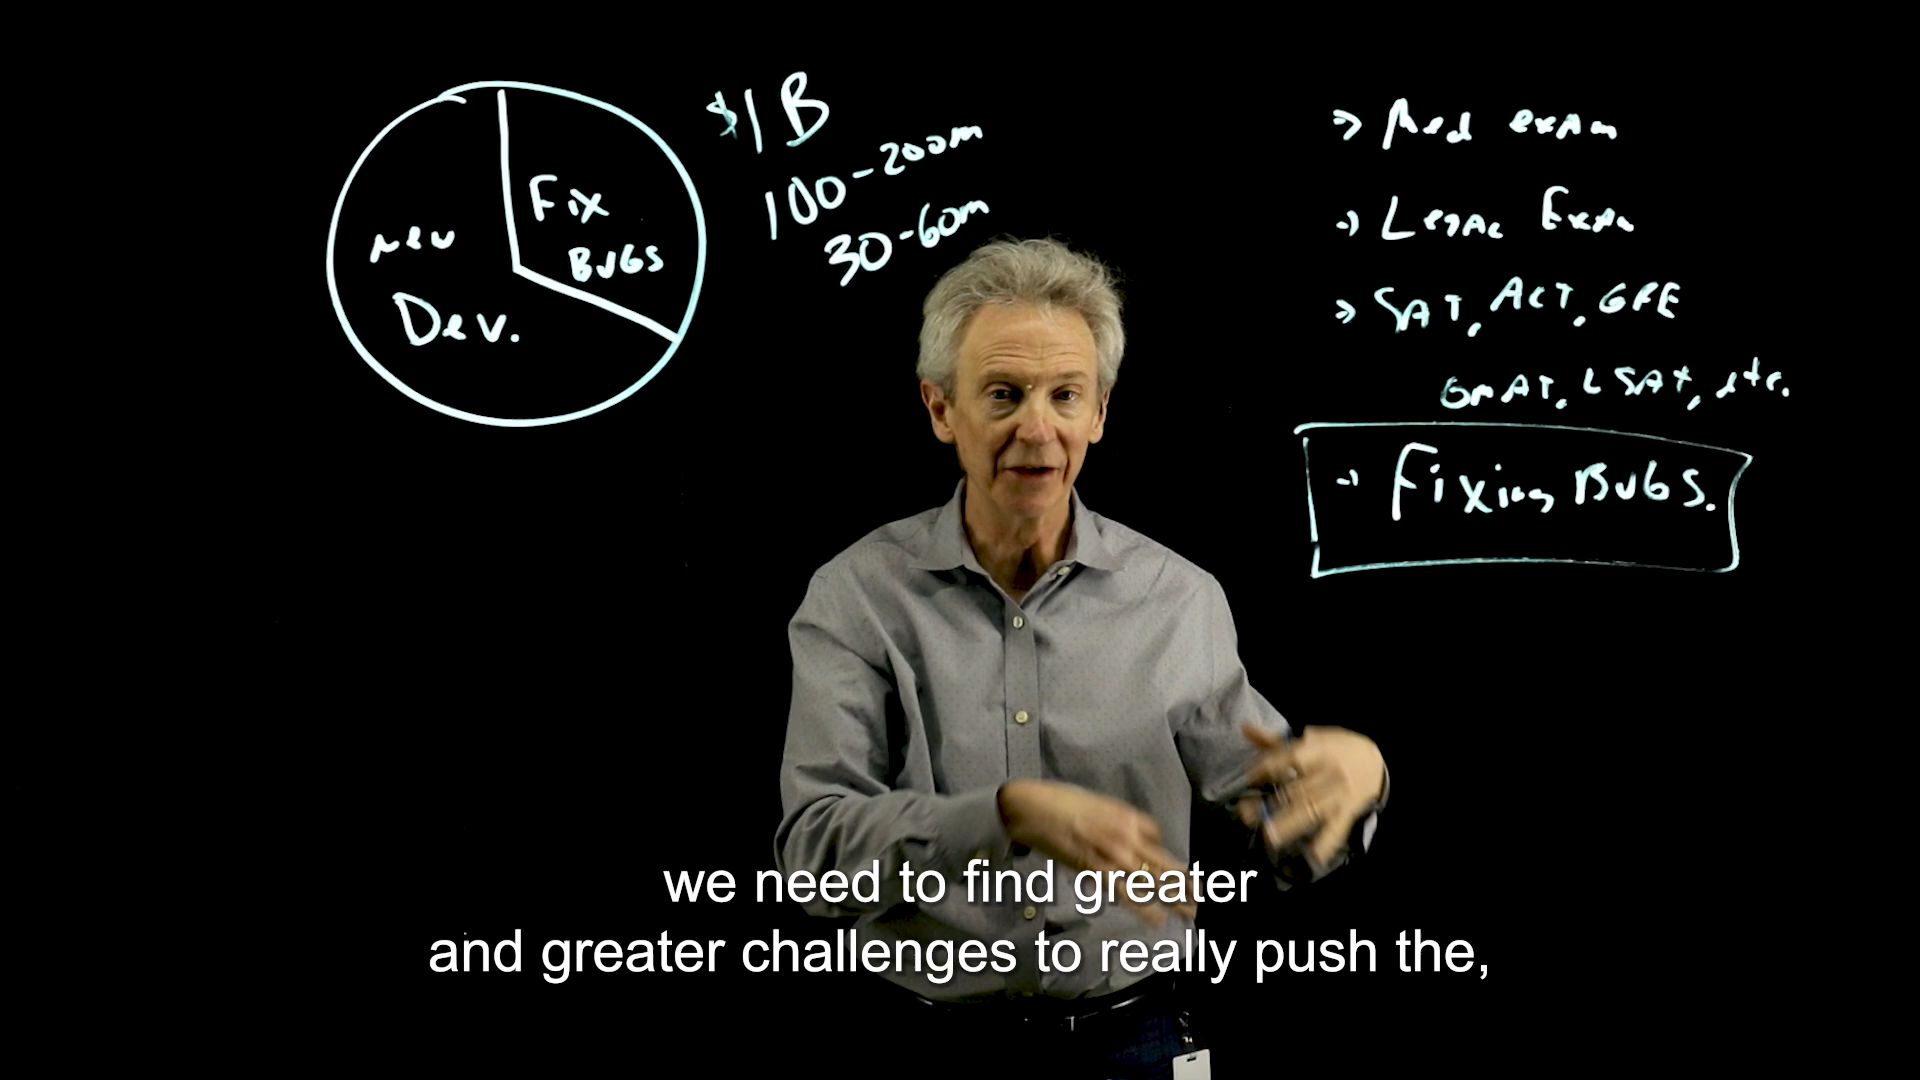 New
Dev.
Fix
BUGS
$1B
100-200m
30-60m
→ Med exam
→ Legal Exam
→ SAT, ACT, GRE
GMAT, LSAT, etc.
→ Fixing BUGS.
we need to find greater
and greater challenges to really push the,